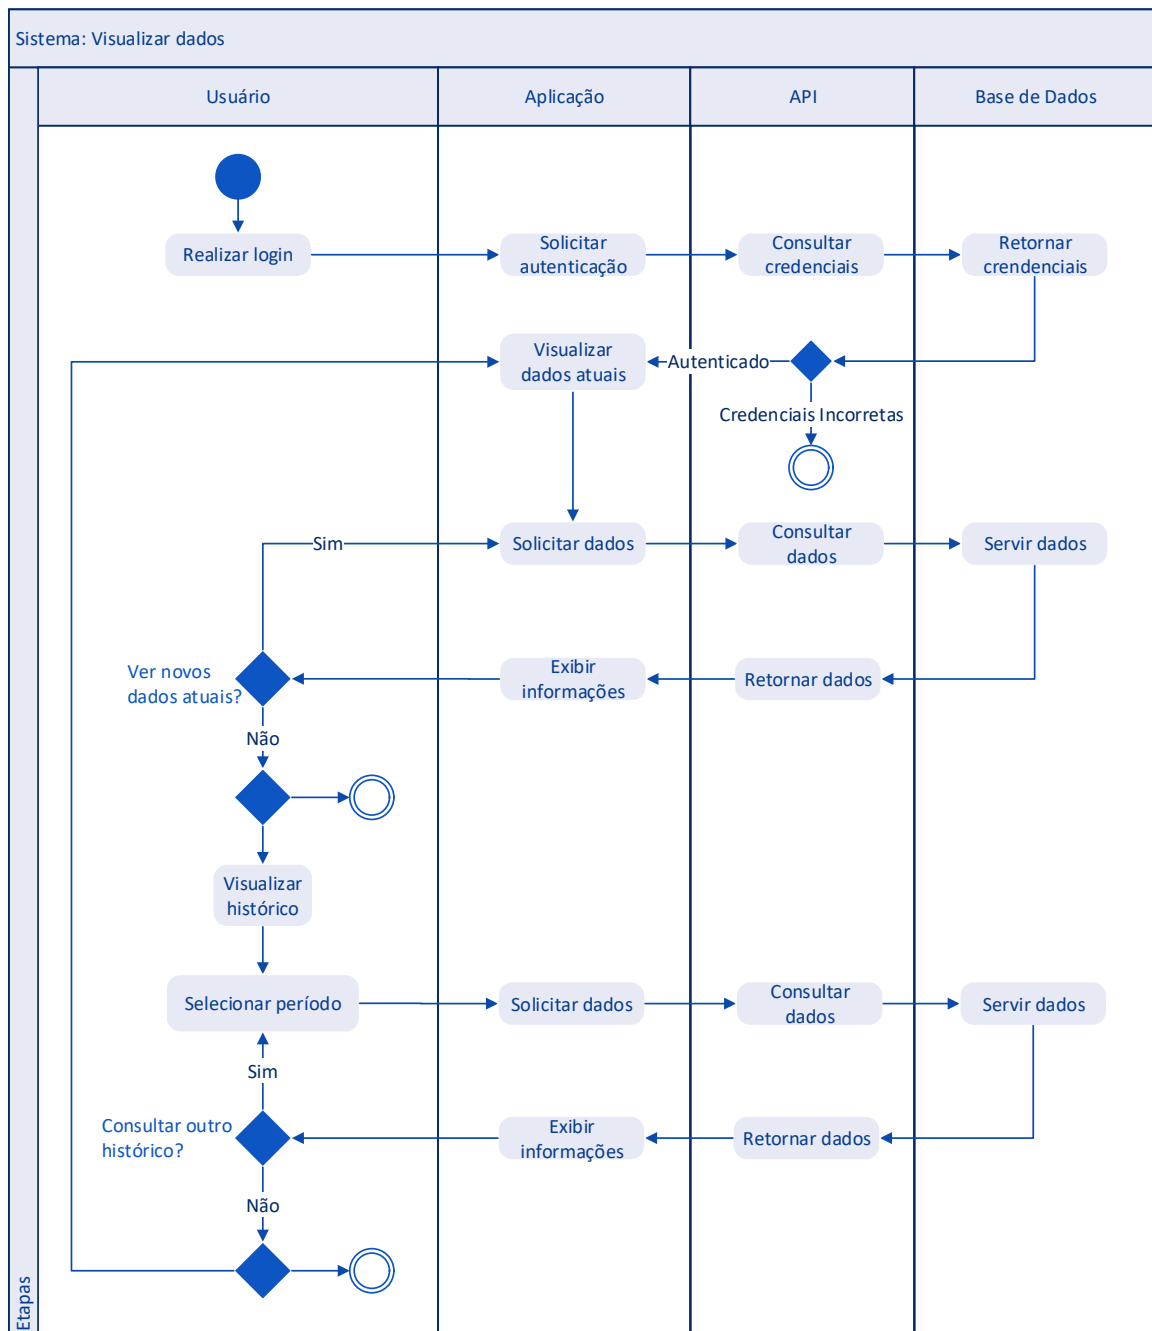 Sistema: Visualizar dados
Usuário
Aplicação
API
Base de Dados
Realizar login
Solicitar
autenticação
Consultar
credenciais
Retornar
crendenciais
Visualizar
dados atuais
Autenticado
Credenciais Incorretas
Sim
Solicitar dados
Consultar
dados
Servir dados
Ver novos
dados atuais?
Exibir
informações
Retornar dados
Não
Visualizar
histórico
Selecionar período
Solicitar dados
Consultar
dados
Servir dados
Sim
Consultar outro
histórico?
Exibir
informações
Retornar dados
Não
Etapas